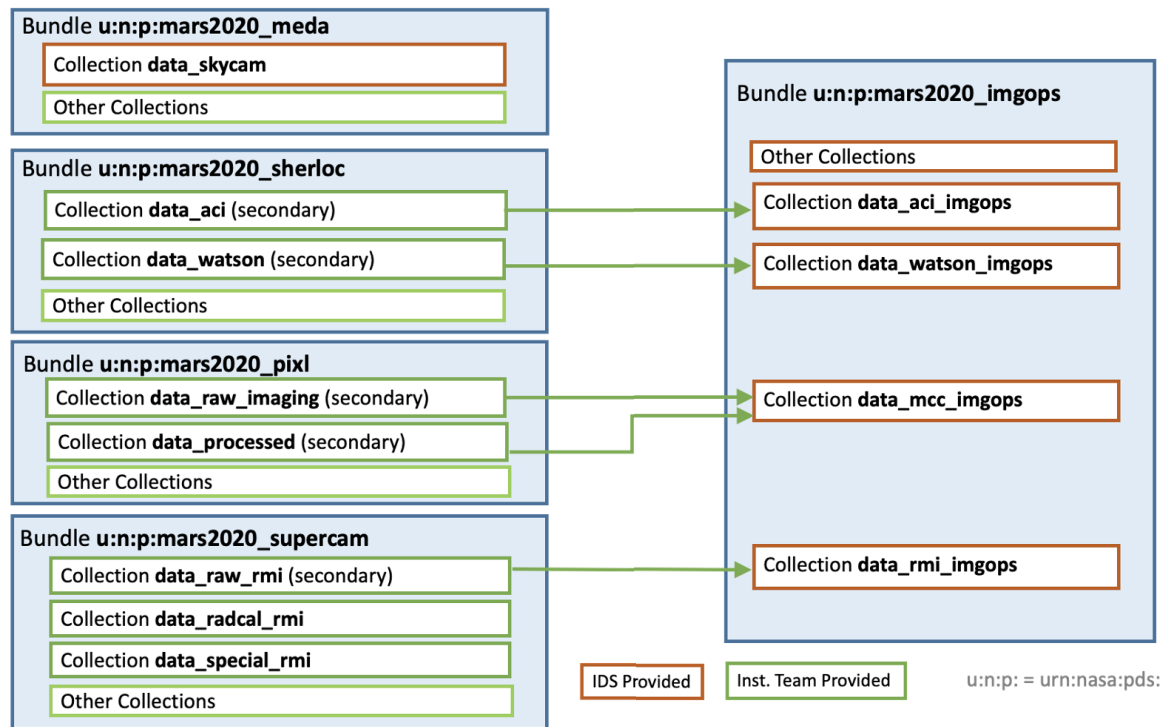 Bundle u:n:p:mars2020_meda
Collection data_skycam
Other Collections
Bundle u:n:p:mars2020_sherloc
Collection data_aci (secondary)
Collection data_watson (secondary)
Other Collections
Bundle u:n:p:mars2020_pixl
Collection data_raw_imaging (secondary)
Collection data_processed (secondary)
Other Collections
Bundle u:n:p:mars2020_supercam
Collection data_raw_rmi (secondary)
Collection data_radcal_rmi
Collection data_special_rmi
Other Collections
Bundle u:n:p:mars2020_imgops
Other Collections
Collection data_aci_imgops
Collection data_watson_imgops
Collection data_mcc_imgops
Collection data_rmi_imgops
IDS Provided
Inst. Team Provided
u:n:p: = urn:nasa:pds: